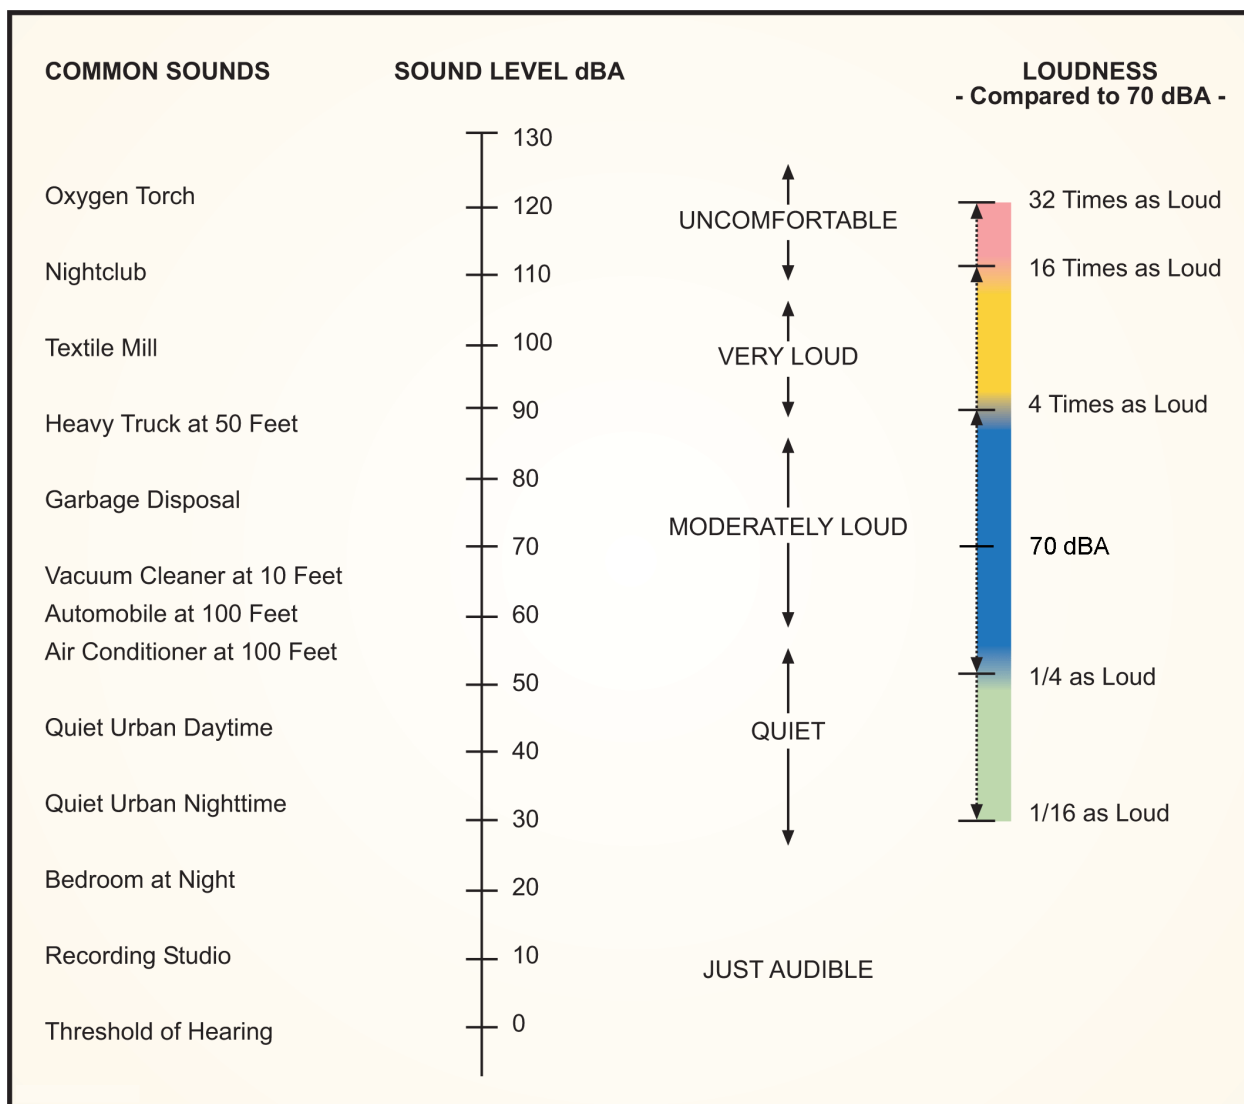 COMMON SOUNDS
SOUND LEVEL dBA
LOUDNESS
- Compared to 70 dBA -
130
Oxygen Torch
120
UNCOMFORTABLE
32 Times as Loud
Nightclub
110
16 Times as Loud
Textile Mill
100
VERY LOUD
Heavy Truck at 50 Feet
90
4 Times as Loud
80
Garbage Disposal
MODERATELY LOUD
70
70 dBA
Vacuum Cleaner at 10 Feet
Automobile at 100 Feet
60
Air Conditioner at 100 Feet
50
1/4 as Loud
Quiet Urban Daytime
QUIET
40
Quiet Urban Nighttime
30
1/16 as Loud
Bedroom at Night
20
Recording Studio
10
JUST AUDIBLE
Threshold of Hearing
0